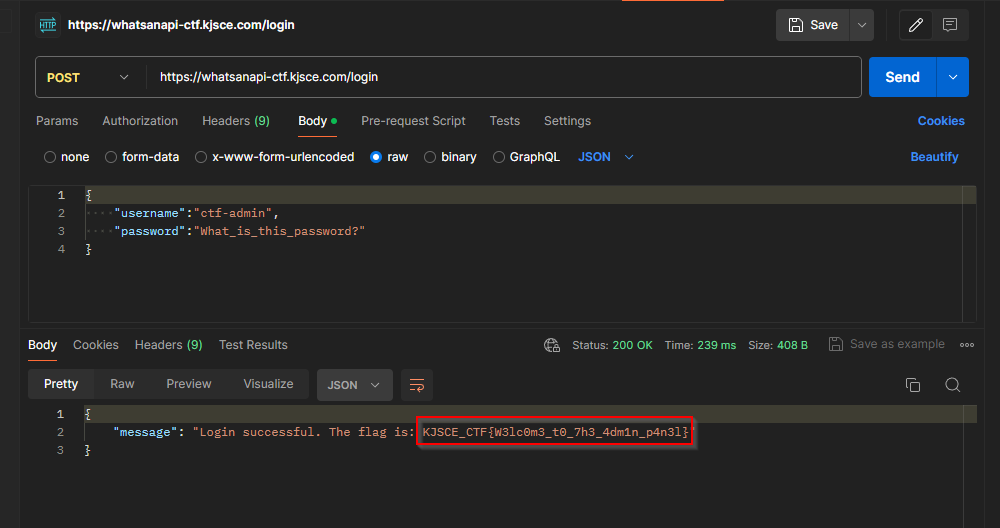 HTTP https://whatsanapi-ctf.kjsce.com/login Save
POST https://whatsanapi-ctf.kjsce.com/login Send
Params Authorization Headers (9) Body Pre-request Script Tests Settings Cookies
none form-data x-www-form-urlencoded raw binary GraphQL JSON Beautify
1 {
2 ····"username":"ctf-admin",
3 ····"password":"What_is_this_password?"
4 }
Body Cookies Headers (9) Test Results Status: 200 OK Time: 239 ms Size: 408 B Save as example
Pretty Raw Preview Visualize JSON
1 {
2 "message": "Login successful. The flag is: KJSCE_CTF{W3lc0m3_t0_7h3_4dm1n_p4n3l}"
3 }